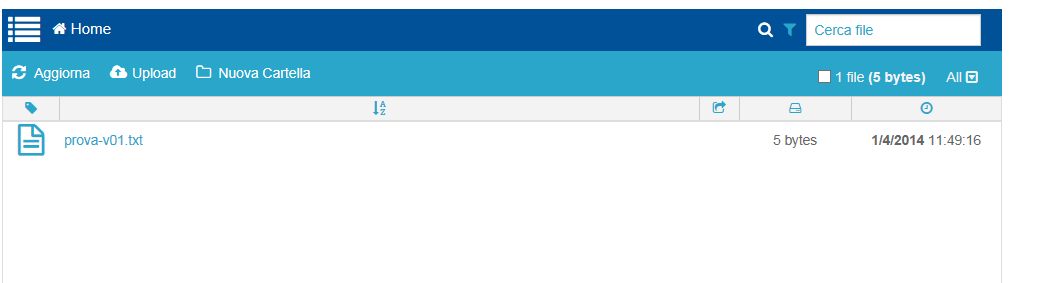 Home Cerca file
Aggiorna Upload Nuova Cartella 1 file (5 bytes) All
prova-v01.txt 5 bytes 1/4/2014 11:49:16